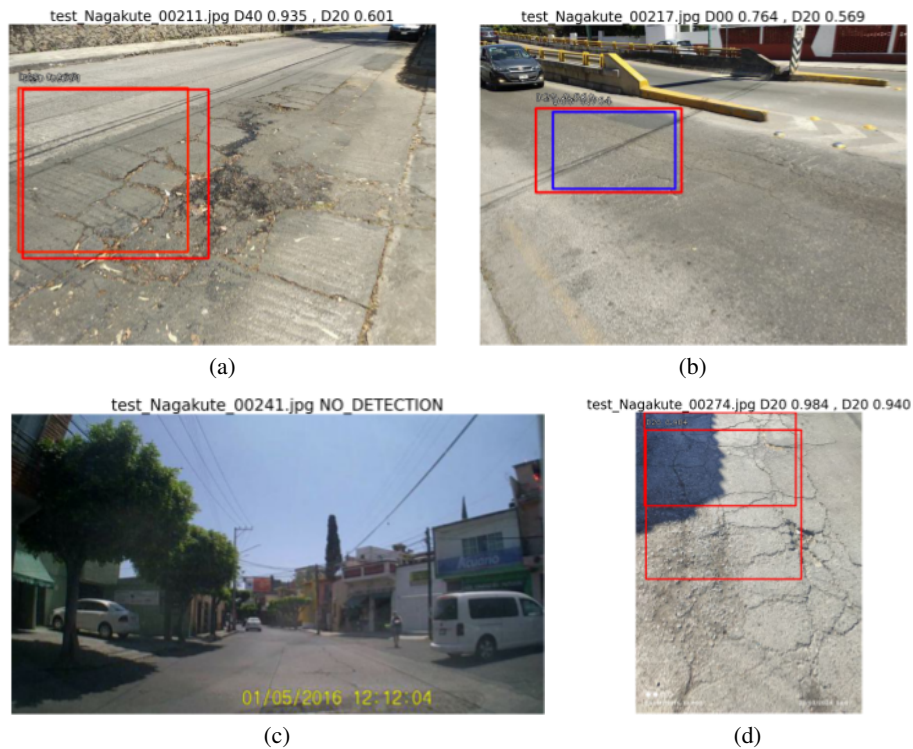 test_Nagakute_00211.jpg D40 0.935 , D20 0.601
test_Nagakute_00217.jpg D00 0.764 , D20 0.569
(a)
(b)
test_Nagakute_00241.jpg NO_DETECTION
test_Nagakute_00274.jpg D20 0.984 , D20 0.940
01/05/2016 12:12:04
(c)
(d)